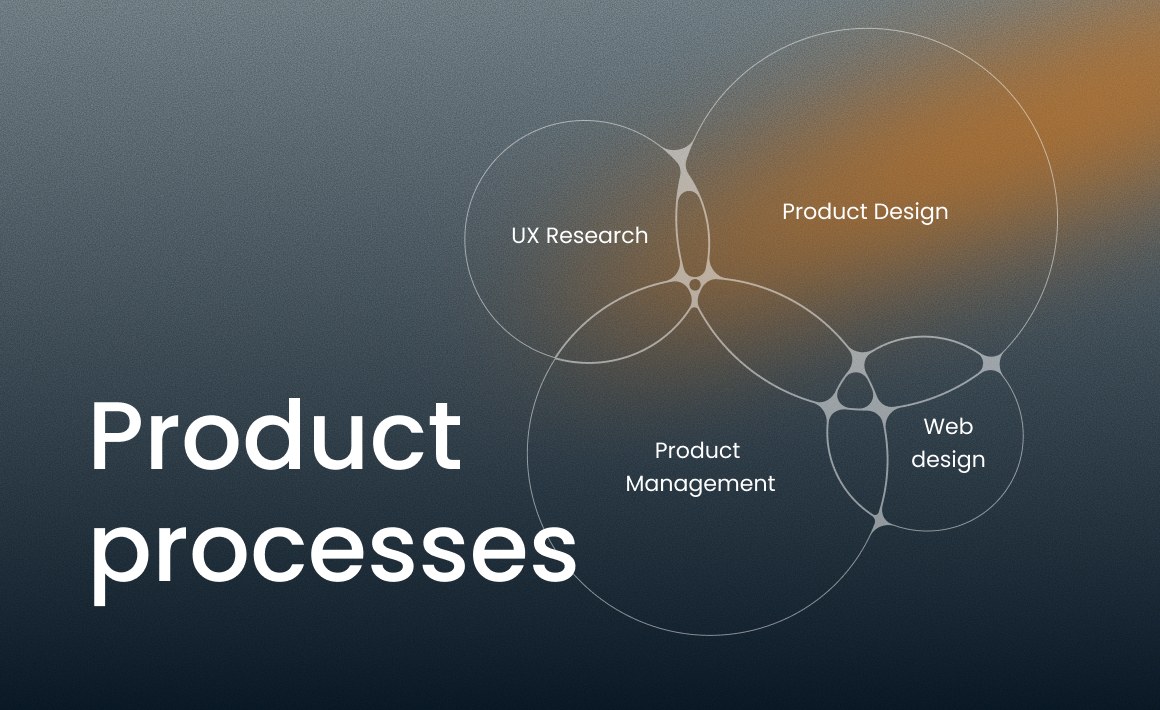 Product Design
UX Research
Web
design
Product
Management
Product
processes